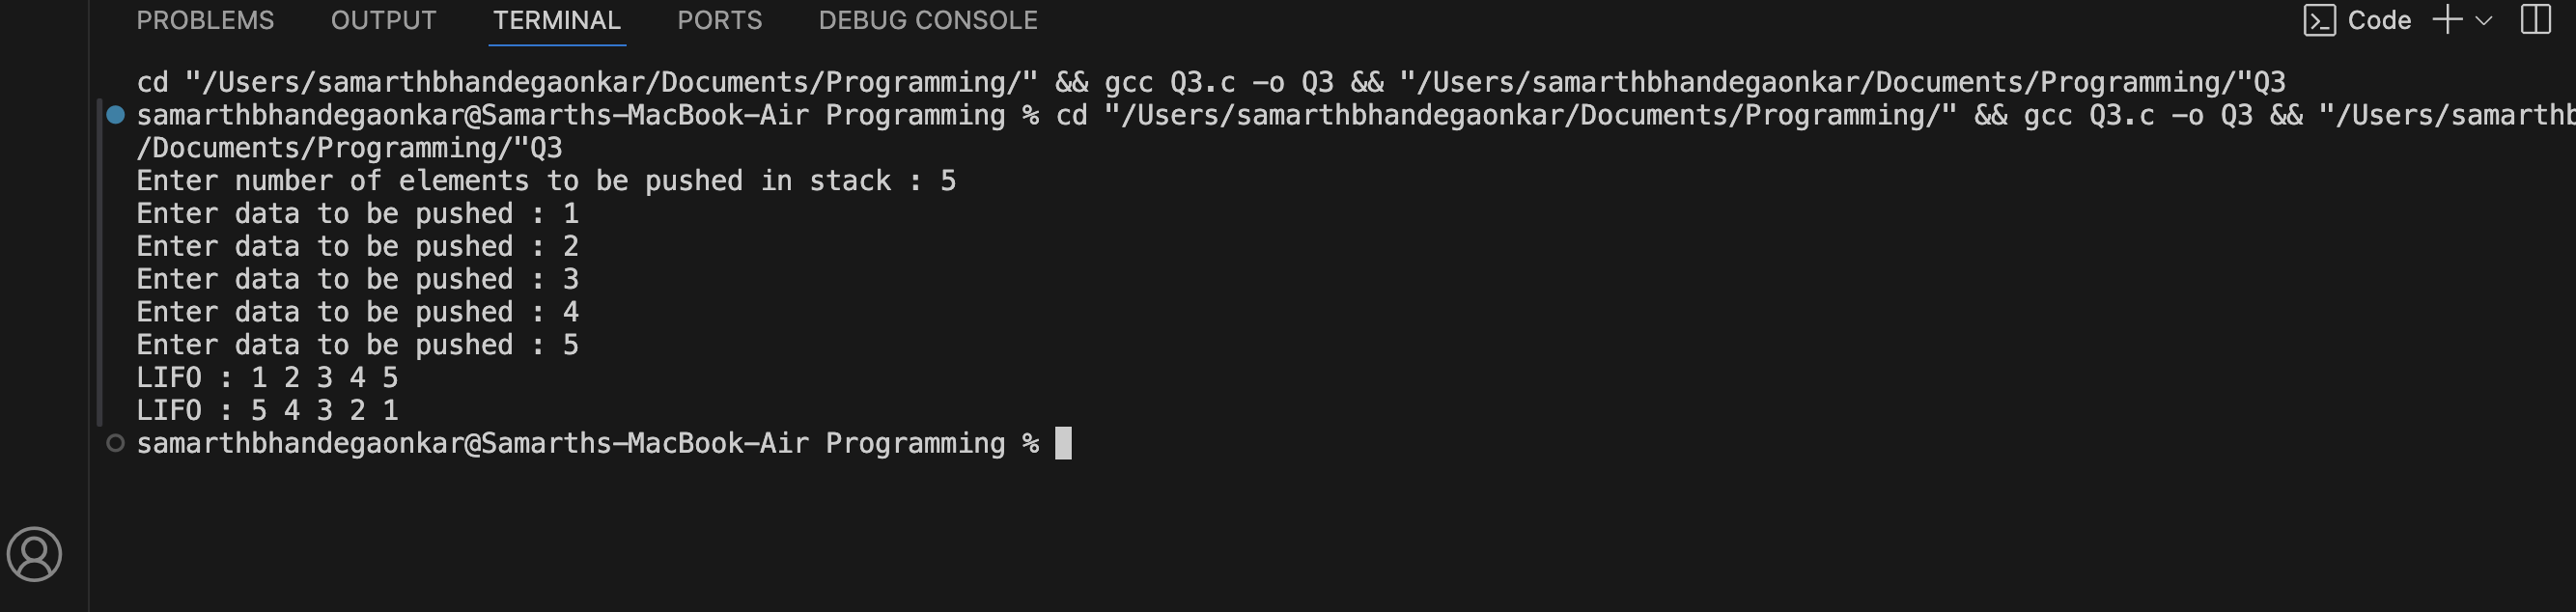 PROBLEMS OUTPUT TERMINAL PORTS DEBUG CONSOLE Code
cd "/Users/samarthbhandegaonkar/Documents/Programming/" && gcc Q3.c -o Q3 && "/Users/samarthbhandegaonkar/Documents/Programming/"Q3
samarthbhandegaonkar@Samarths-MacBook-Air Programming % cd "/Users/samarthbhandegaonkar/Documents/Programming/" && gcc Q3.c -o Q3 && "/Users/samarthb
/Documents/Programming/"Q3
Enter number of elements to be pushed in stack : 5
Enter data to be pushed : 1
Enter data to be pushed : 2
Enter data to be pushed : 3
Enter data to be pushed : 4
Enter data to be pushed : 5
LIFO : 1 2 3 4 5
LIFO : 5 4 3 2 1
samarthbhandegaonkar@Samarths-MacBook-Air Programming %